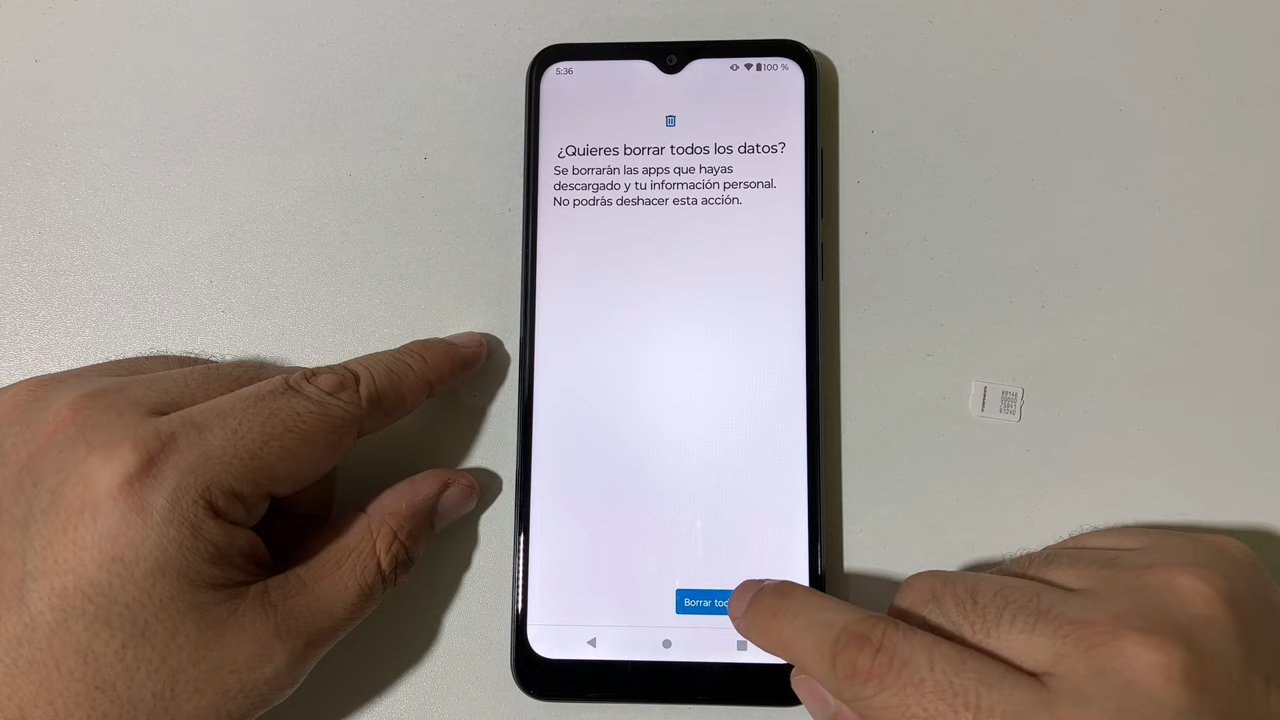 5:36
100 %
¿Quieres borrar todos los datos?
Se borrarán las apps que hayas
descargado y tu información personal.
No podrás deshacer esta acción.
Borrar